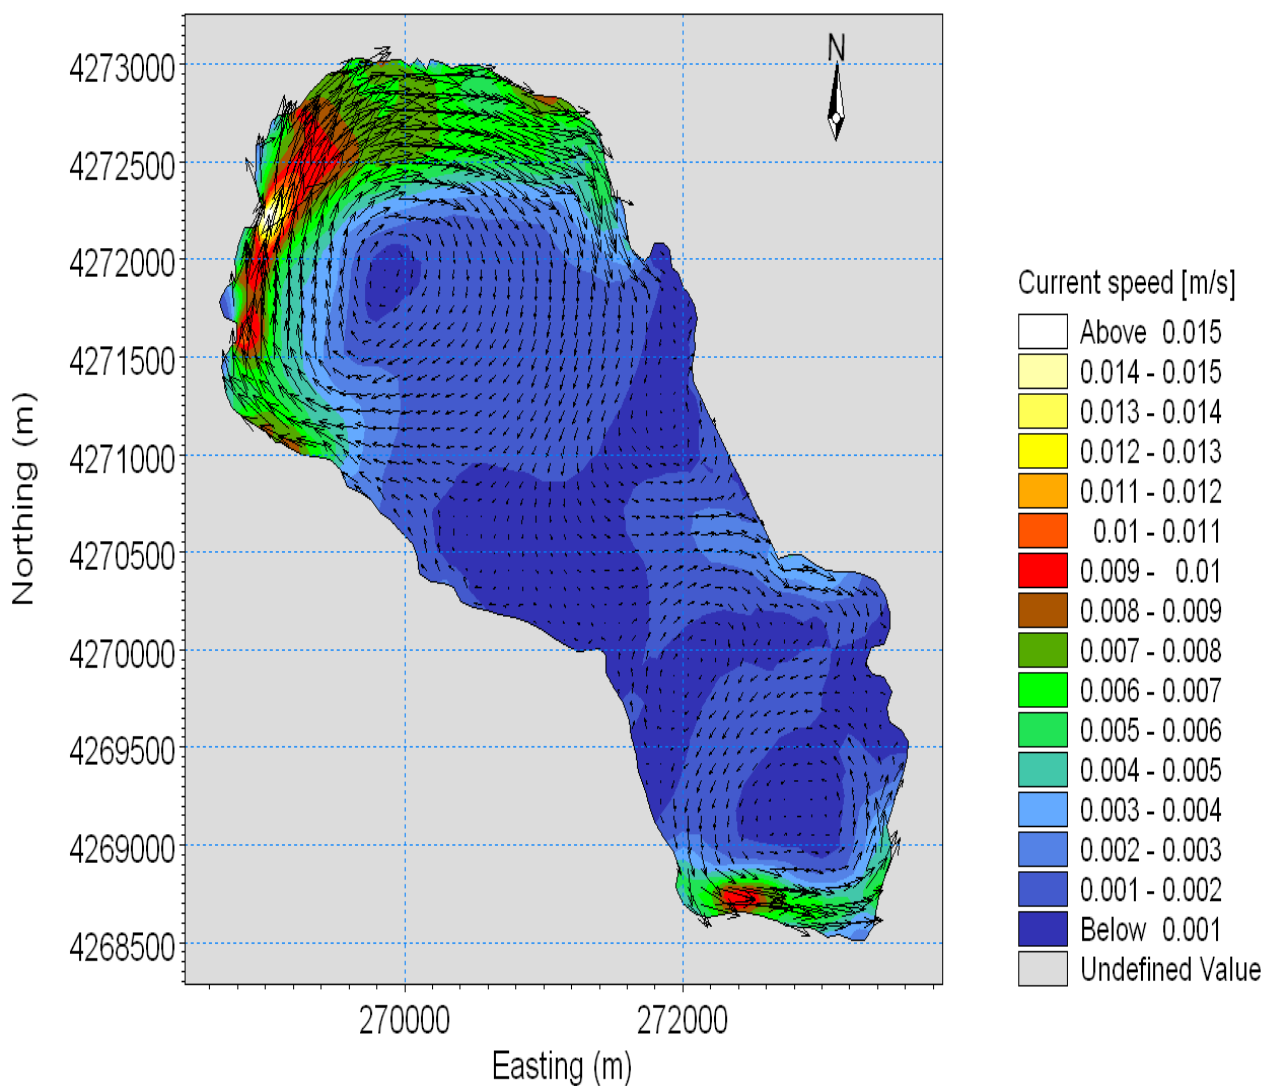 N
4273000
4272500
4272000
4271500
4271000
4270500
4270000
4269500
4269000
4268500
Northing (m)
270000
272000
Easting (m)
Current speed [m/s]
Above 0.015
0.014 - 0.015
0.013 - 0.014
0.012 - 0.013
0.011 - 0.012
0.01 - 0.011
0.009 - 0.01
0.008 - 0.009
0.007 - 0.008
0.006 - 0.007
0.005 - 0.006
0.004 - 0.005
0.003 - 0.004
0.002 - 0.003
0.001 - 0.002
Below 0.001
Undefined Value